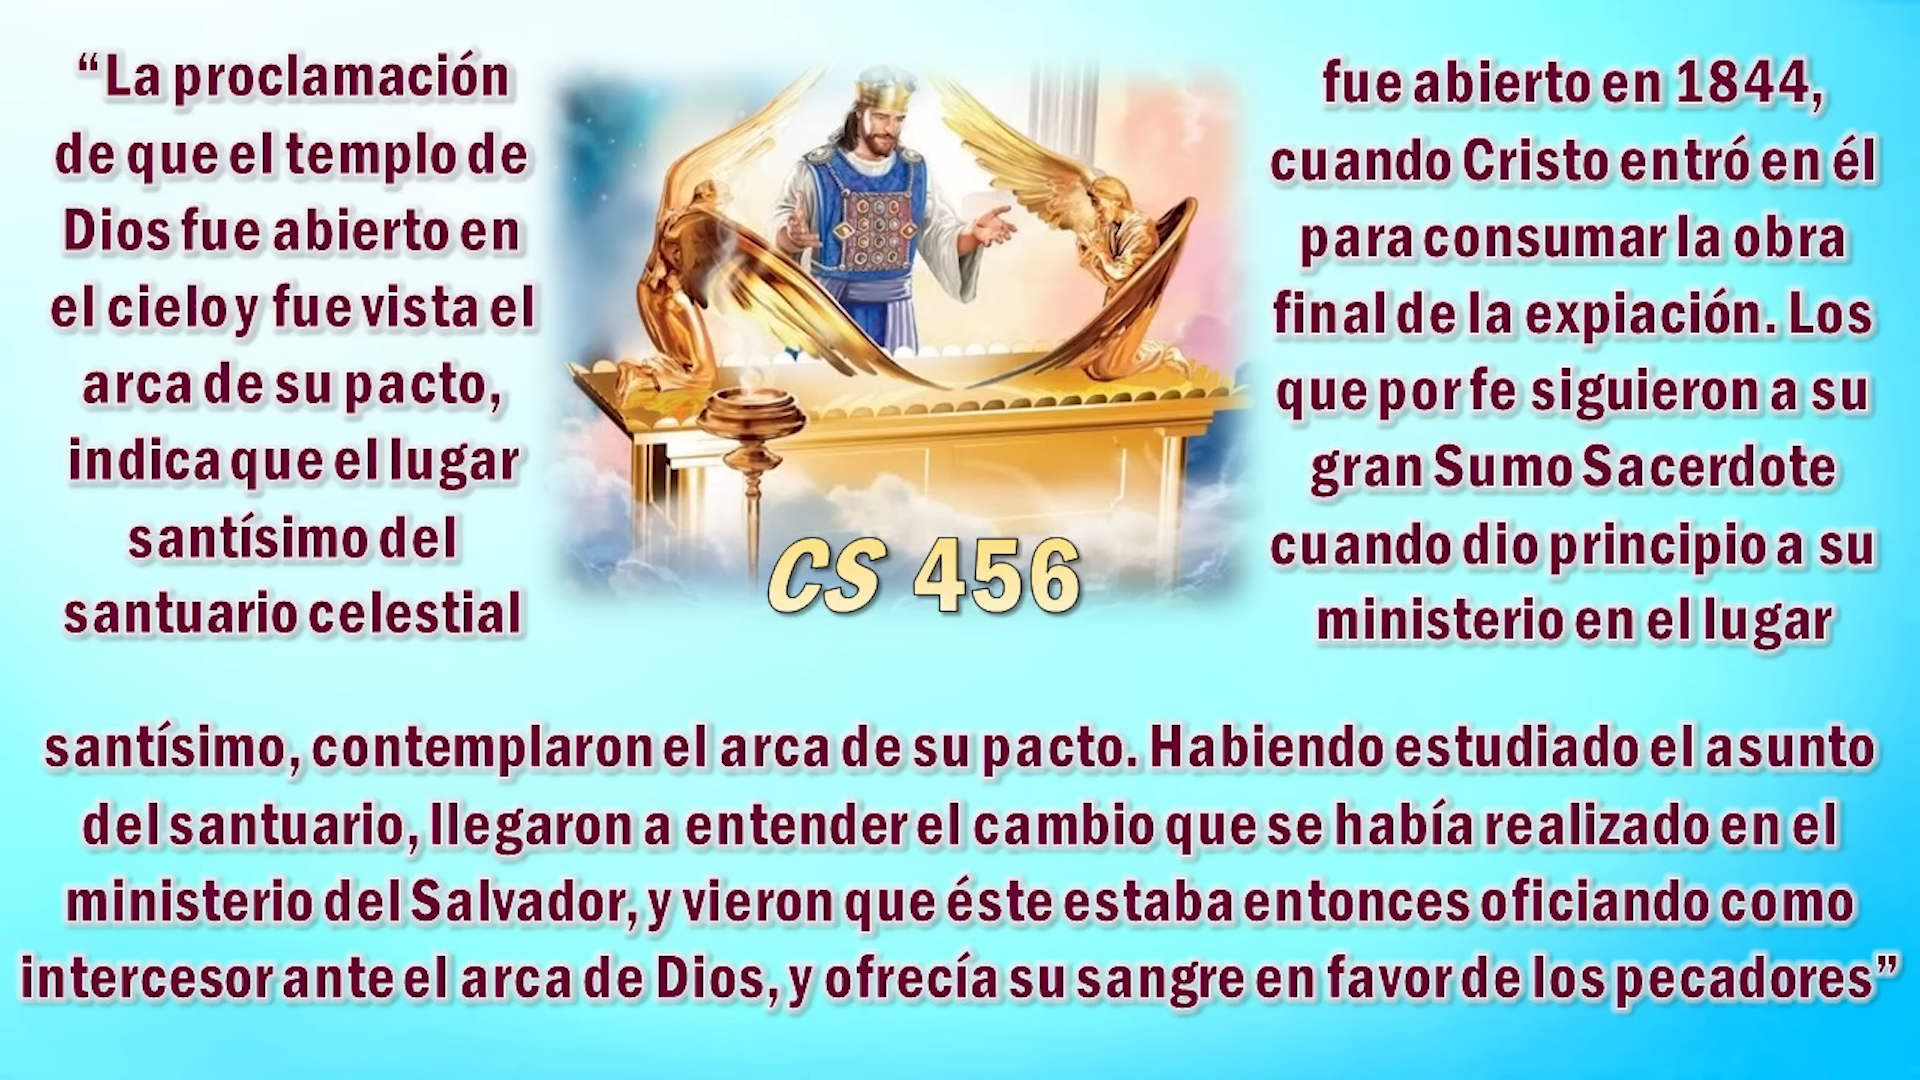 “La proclamación
de que el templo de
Dios fue abierto en
el cielo y fue vista el
arca de su pacto,
indica que el lugar
santísimo del
santuario celestial
fue abierto en 1844,
cuando Cristo entró en él
para consumar la obra
final de la expiación. Los
que por fe siguieron a su
gran Sumo Sacerdote
cuando dio principio a su
ministerio en el lugar
santísimo, contemplaron el arca de su pacto. Habiendo estudiado el asunto
del santuario, llegaron a entender el cambio que se había realizado en el
ministerio del Salvador, y vieron que éste estaba entonces oficiando como
intercesor ante el arca de Dios, y ofrecía su sangre en favor de los pecadores”
CS 456